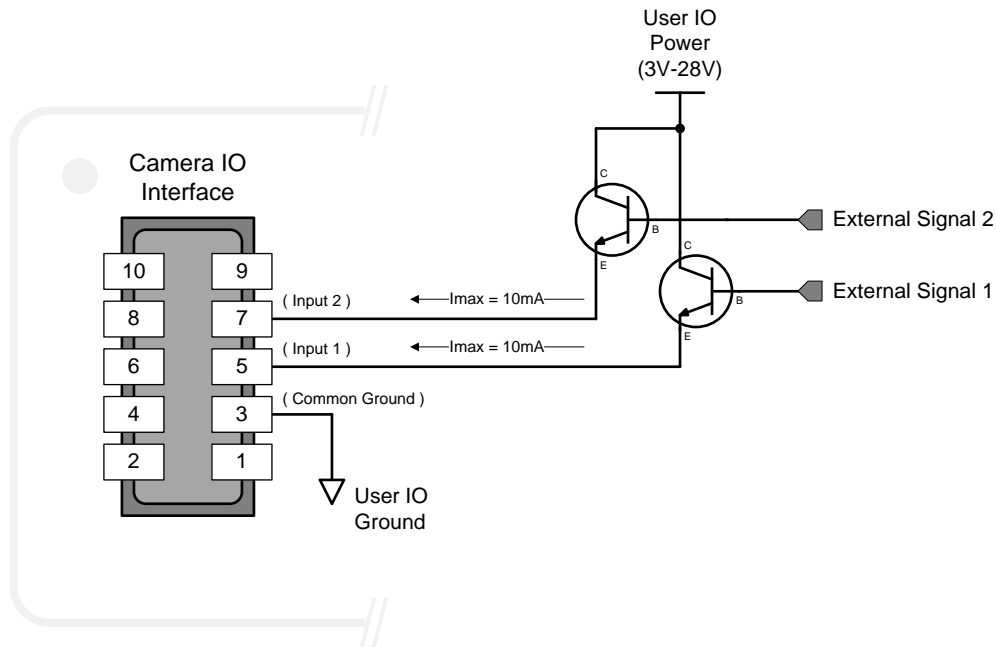 User IO
Power
(3V-28V)
Camera IO
Interface
C
B
External Signal 2
E
C
B
External Signal 1
E
10
9
( Input 2 )
Imax = 10mA
8
7
( Input 1 )
Imax = 10mA
6
5
( Common Ground )
4
3
2
1
User IO
Ground